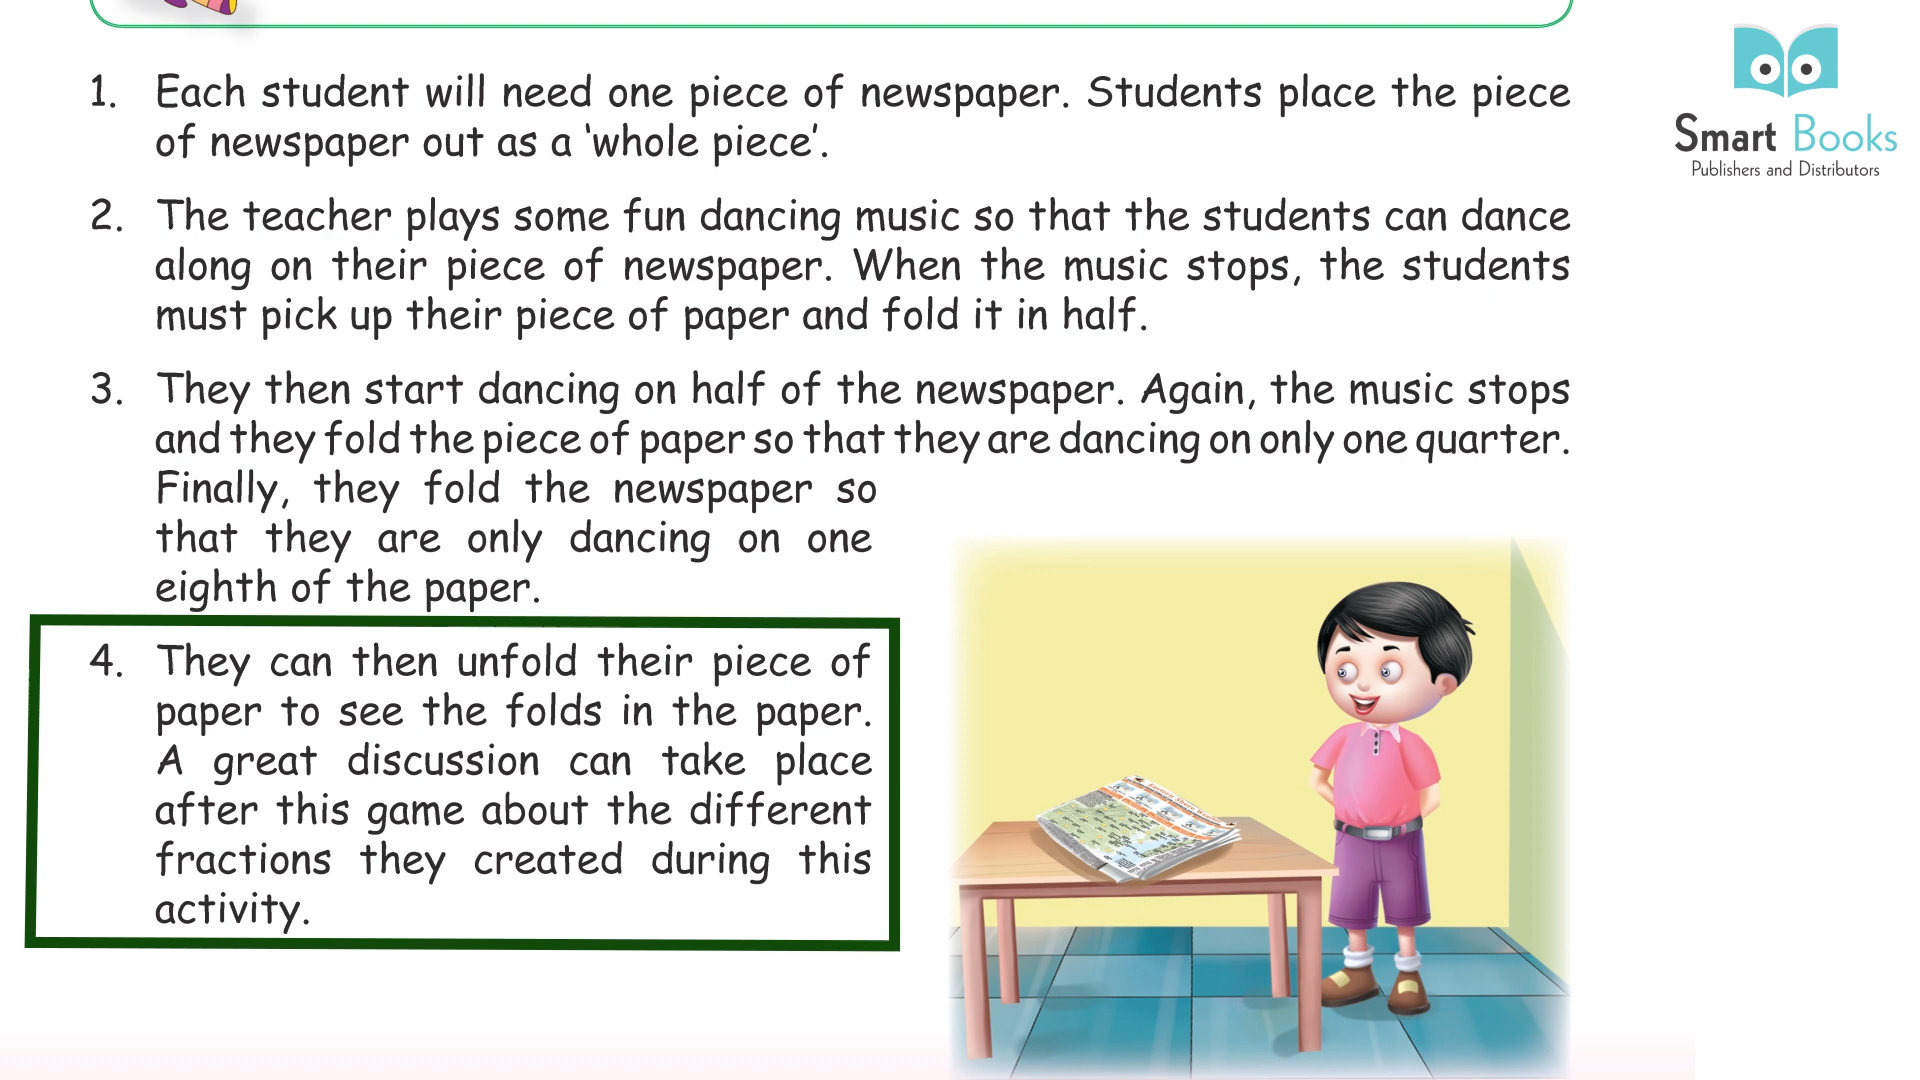 1. Each student will need one piece of newspaper. Students place the piece
of newspaper out as a ‘whole piece’.
2. The teacher plays some fun dancing music so that the students can dance
along on their piece of newspaper. When the music stops, the students
must pick up their piece of paper and fold it in half.
3. They then start dancing on half of the newspaper. Again, the music stops
and they fold the piece of paper so that they are dancing on only one quarter.
Finally, they fold the newspaper so
that they are only dancing on one
eighth of the paper.
4. They can then unfold their piece of
paper to see the folds in the paper.
A great discussion can take place
after this game about the different
fractions they created during this
activity.
Smart Books
Publishers and Distributors